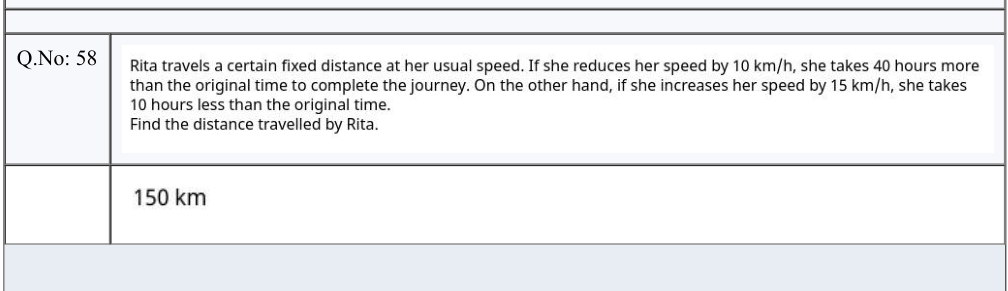 Q.No: 58
Rita travels a certain fixed distance at her usual speed. If she reduces her speed by 10 km/h, she takes 40 hours more
than the original time to complete the journey. On the other hand, if she increases her speed by 15 km/h, she takes
10 hours less than the original time.
Find the distance travelled by Rita.
150 km